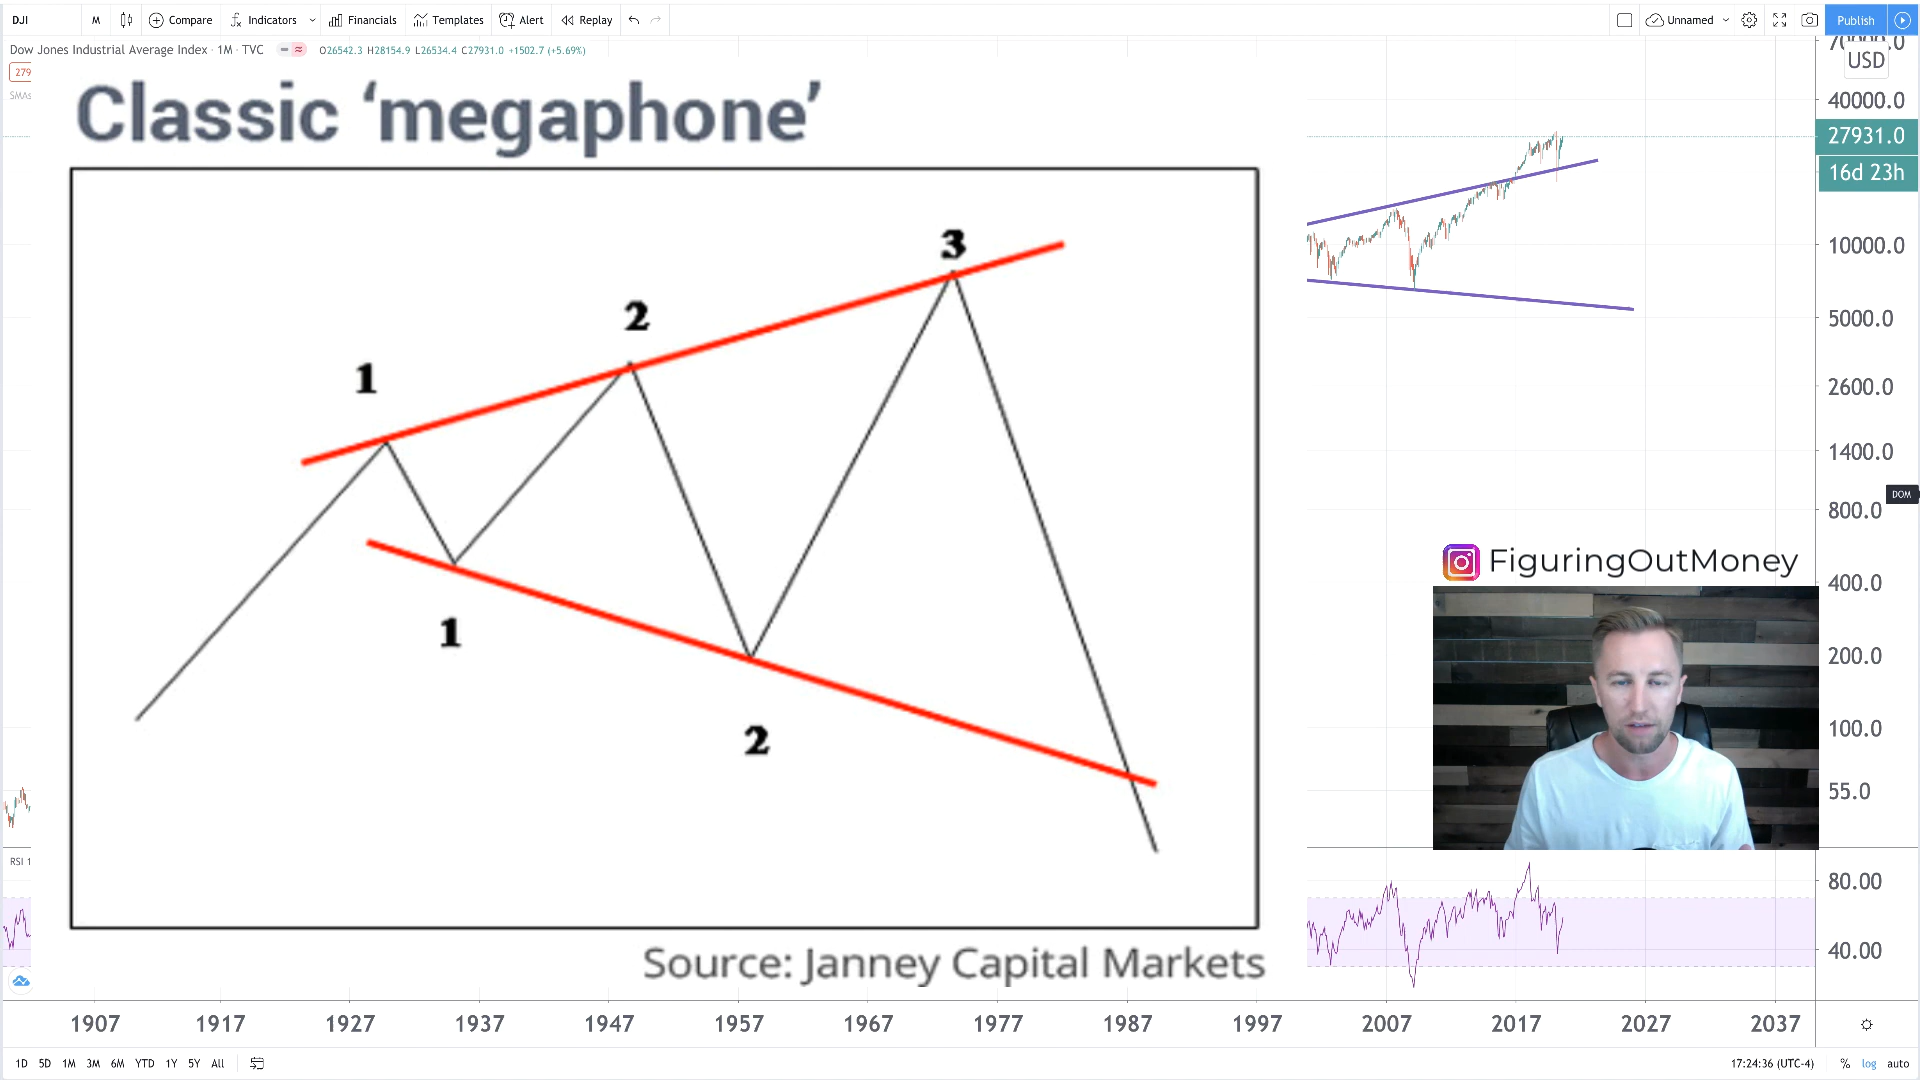 DJI M Compare Indicators Financials Templates Alert Replay Unnamed Publish
Dow Jones Industrial Average Index · 1M · TVC O26542.3 H28154.9 L26534.4 C27931.0 +1502.7 (+5.69%)
279
SMAs
Classic ‘megaphone’
1
2
3
1
2
Source: Janney Capital Markets
USD
40000.0
27931.0
16d 23h
10000.0
5000.0
2600.0
1400.0
DOM
800.0
400.0
200.0
100.0
55.0
FiguringOutMoney
RSI 1
80.00
40.00
1907 1917 1927 1937 1947 1957 1967 1977 1987 1997 2007 2017 2027 2037
1D 5D 1M 3M 6M YTD 1Y 5Y All 17:24:36 (UTC-4) % log auto